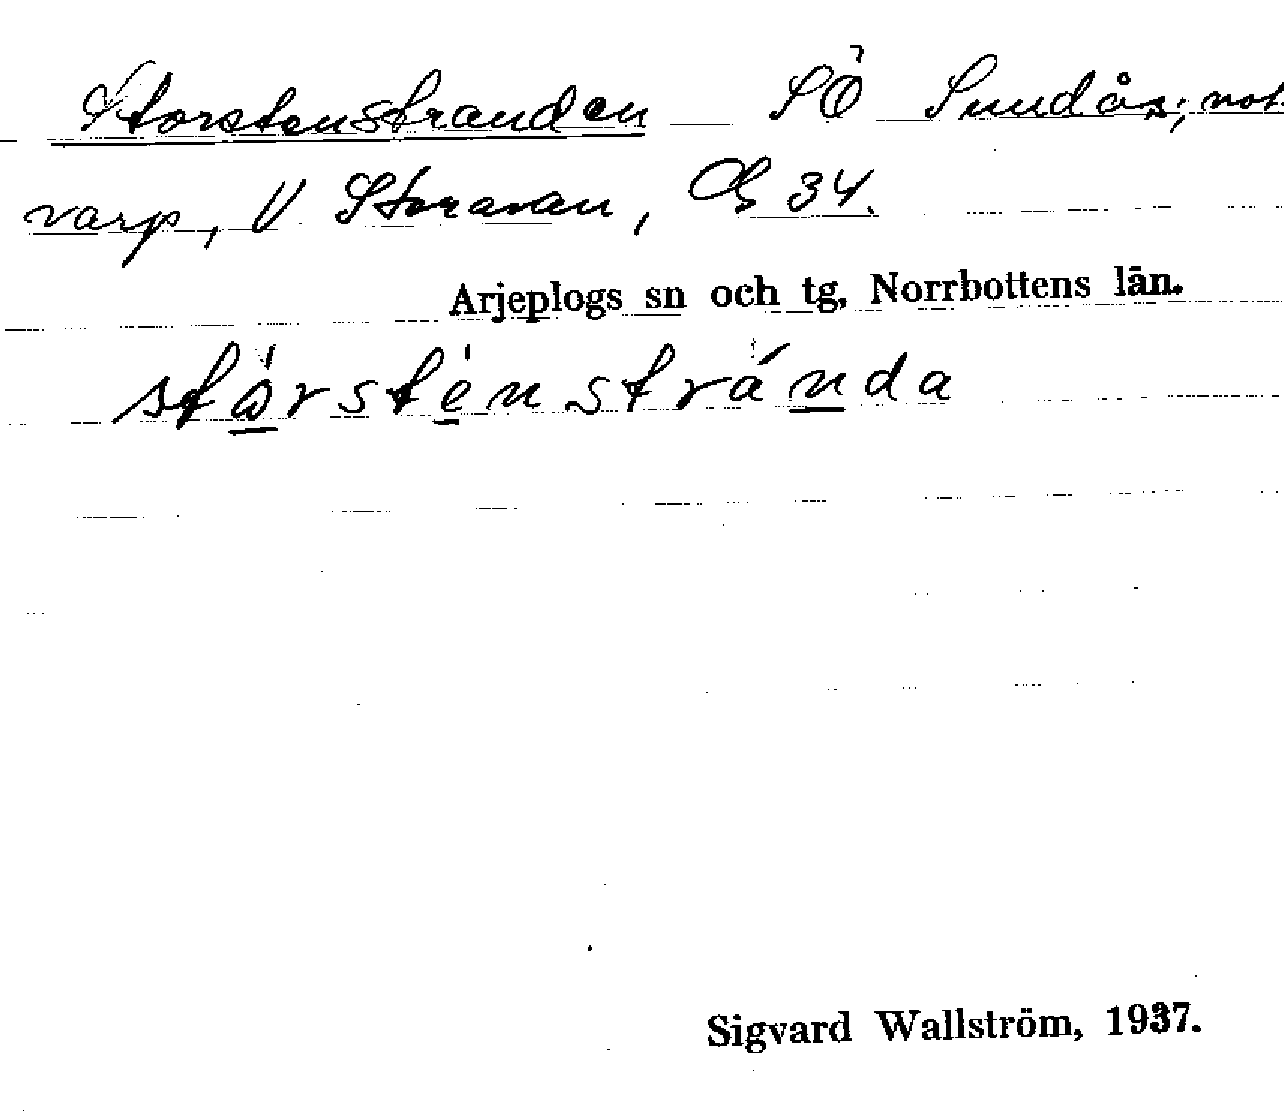 Storstenstranden SÖ Sundås; not-
varp, V Storavan, 34.
Arjeplogs sn och tg, Norrbottens län.
stårstenstránda
Sigvard Wallström, 1937.